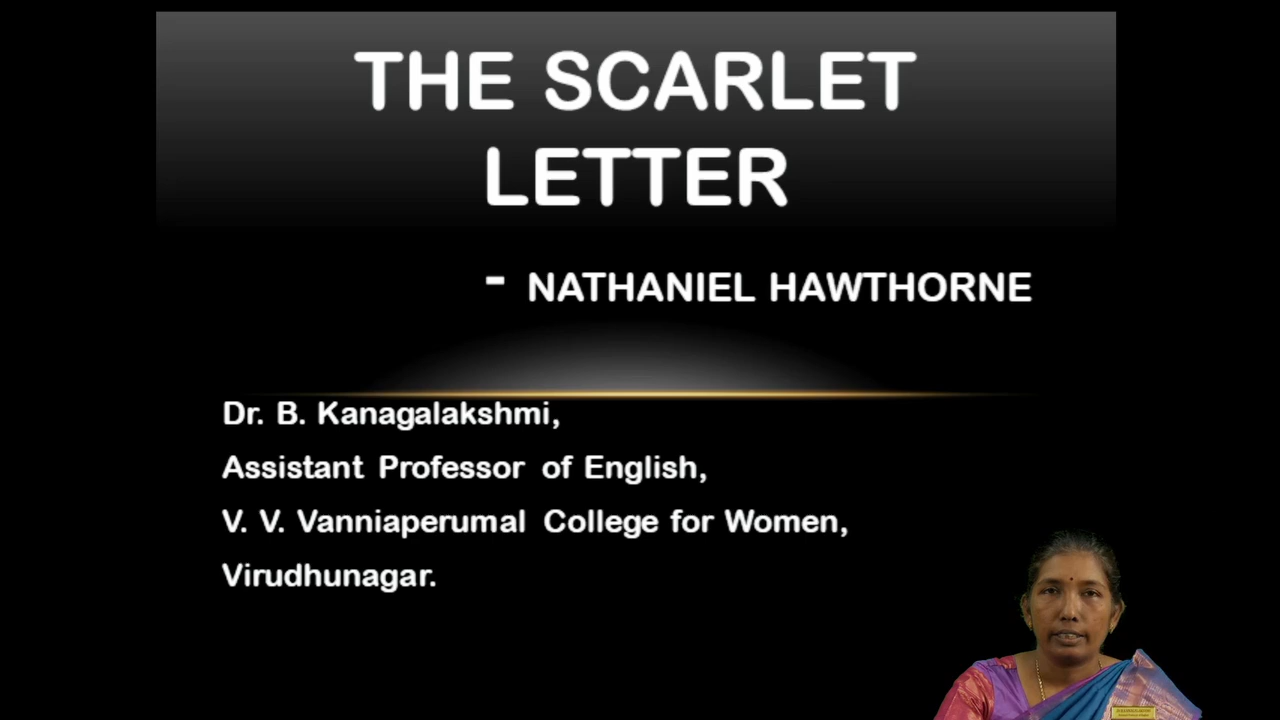 THE SCARLET
LETTER
- NATHANIEL HAWTHORNE
Dr. B. Kanagalakshmi,
Assistant Professor of English,
V. V. Vanniaperumal College for Women,
Virudhunagar.